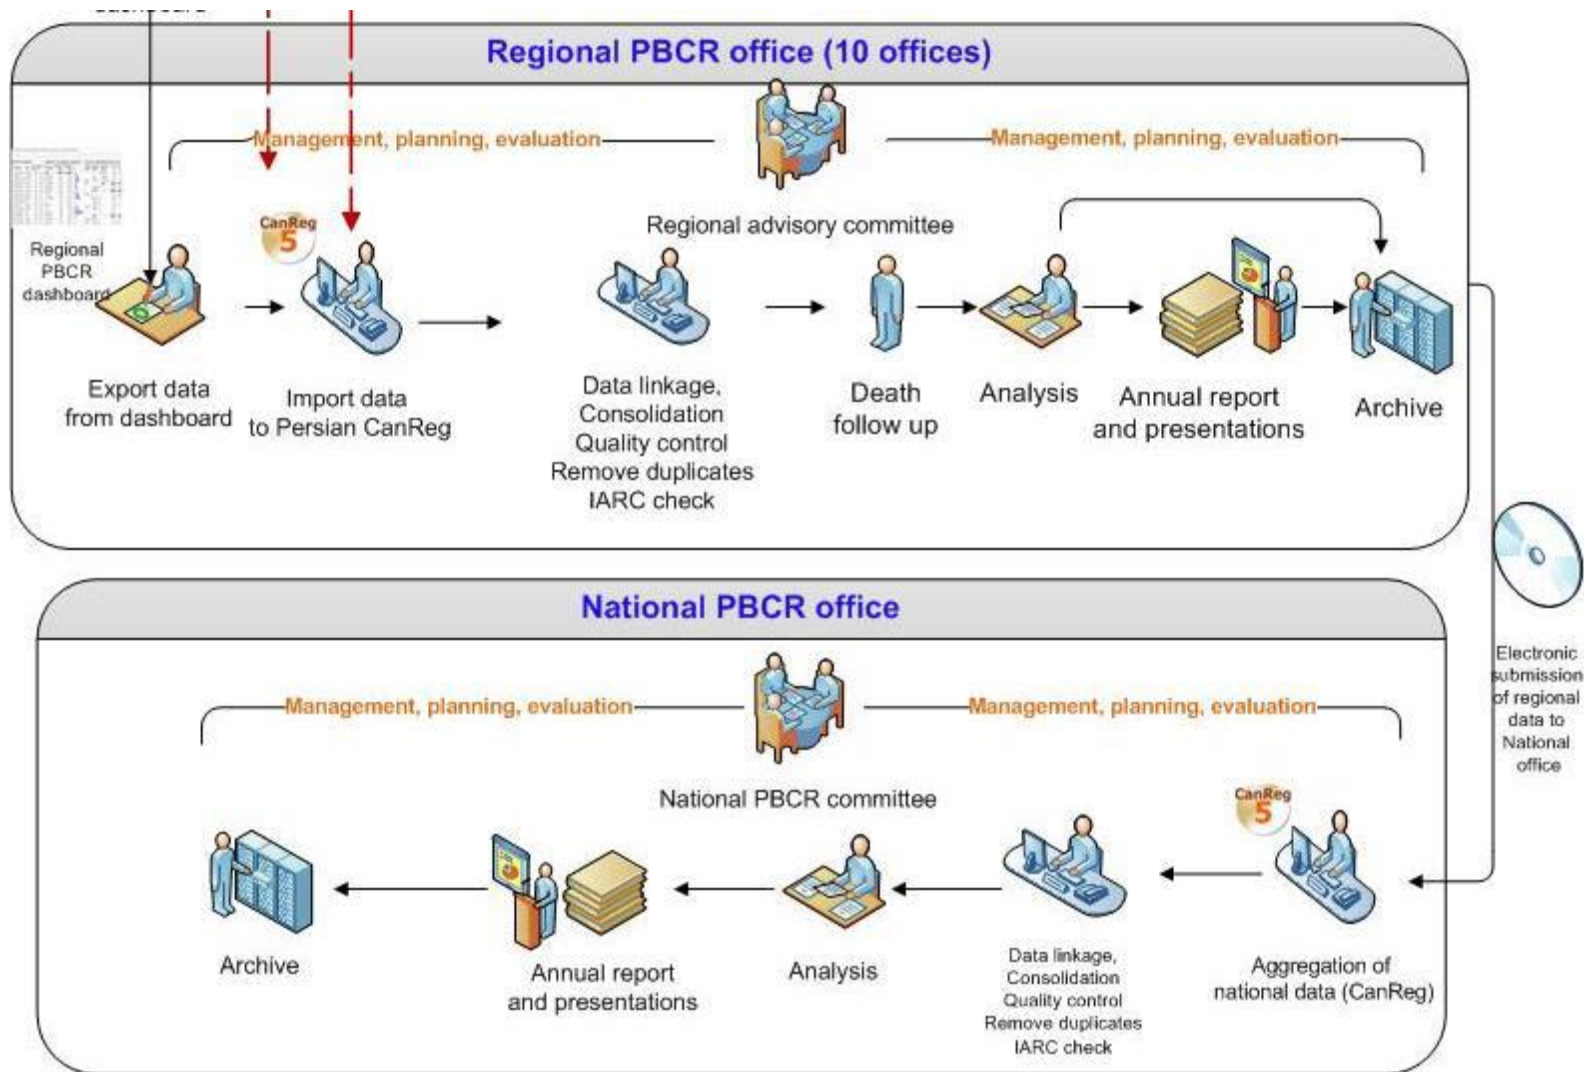 Regional PBCR office (10 offices)
Management, planning, evaluation
Management, planning, evaluation
Regional advisory committee
Regional
PBCR
dashboard
CanReg
5
Export data
from dashboard
Import data
to Persian CanReg
Data linkage,
Consolidation
Quality control
Remove duplicates
IARC check
Death
follow up
Analysis
Annual report
and presentations
Archive
Electronic
submission
of regional
data to
National
office
National PBCR office
Management, planning, evaluation
Management, planning, evaluation
National PBCR committee
CanReg
5
Archive
Annual report
and presentations
Analysis
Data linkage,
Consolidation
Quality control
Remove duplicates
IARC check
Aggregation of
national data (CanReg)